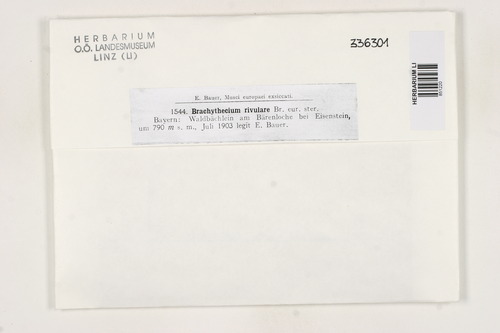 HERBARIUM
O.Ö. LANDESMUSEUM
LINZ (LI)
336301
HERBARIUM LI
E. Bauer, Musci europaei exsiccati.
1544. Brachythecium rivulare Br. eur. ster.
Bayern: Waldbächlein am Bärenloche bei Eisenstein,
um 790 m s. m., Juli 1903 legit E. Bauer.